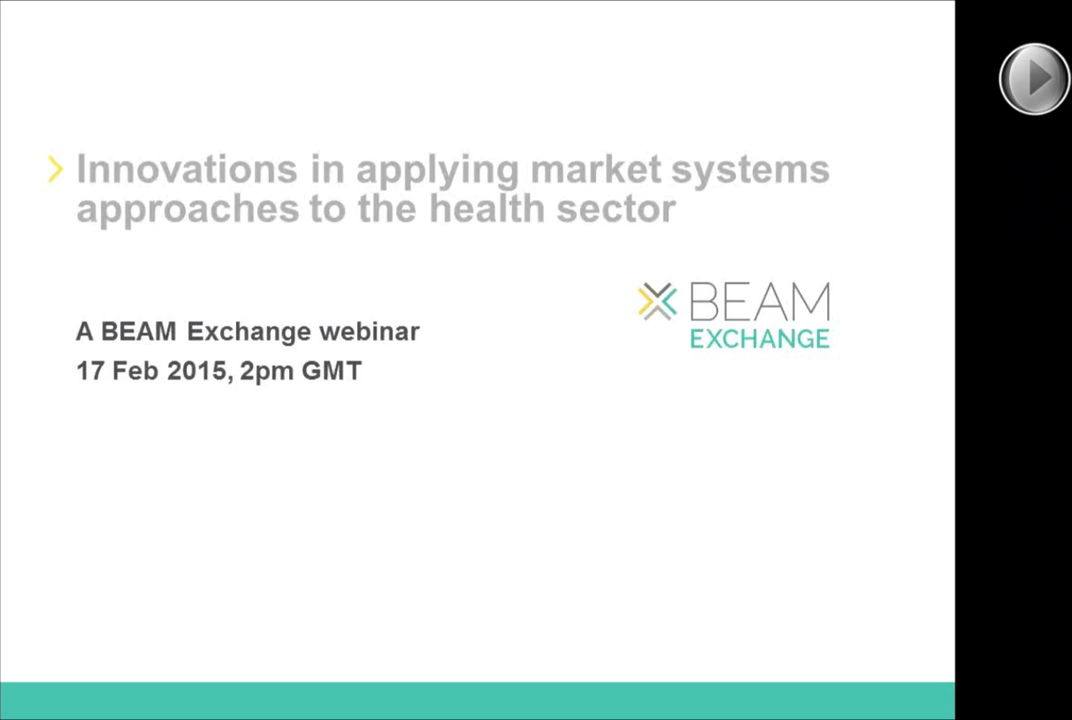 Innovations in applying market systems
approaches to the health sector
BEAM
EXCHANGE
A BEAM Exchange webinar
17 Feb 2015, 2pm GMT